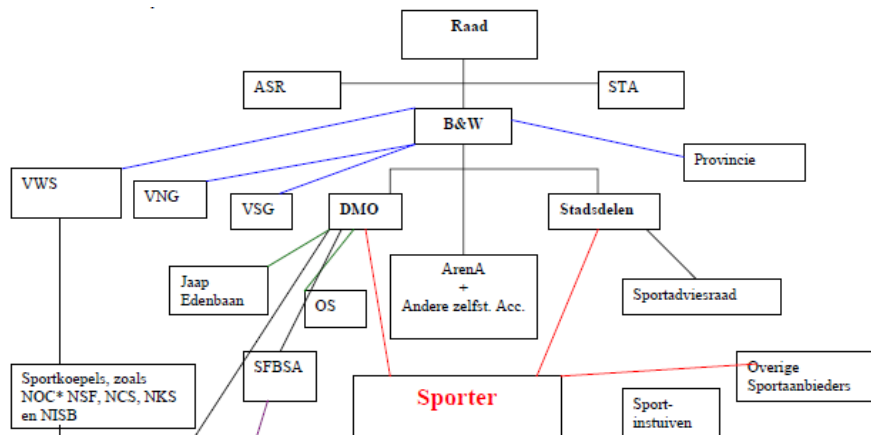 Raad
ASR
STA
B&W
Provincie
VWS
VNG
VSG
DMO
Stadsdelen
Jaap
Edenbaan
OS
ArenA
+
Andere zelfst. Acc.
Sportadviesraad
Sportkoepels, zoals
NOC* NSF, NCS, NKS
en NISB
SFBSA
Sporter
Sport-
instuiven
Overige
Sportaanbieders